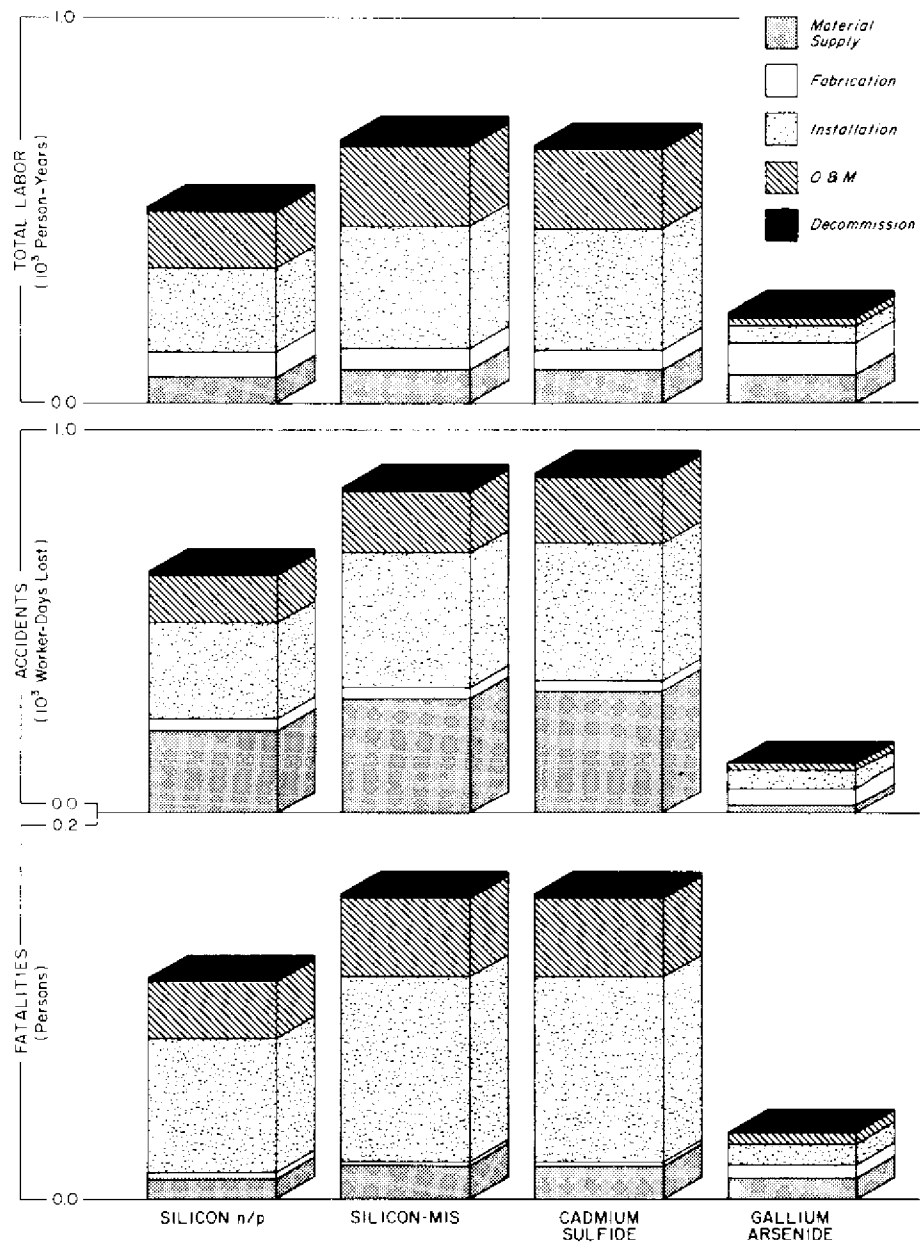 1.0
Material
Supply
Fabrication
Installation
O & M
Decommission
TOTAL LABOR
(10³ Person-Years)
0.0
1.0
ACCIDENTS
(10³ Worker-Days Lost)
0.0
0.2
FATALITIES
(Persons)
0.0
SILICON n/p
SILICON-MIS
CADMIUM
SULFIDE
GALLIUM
ARSENIDE